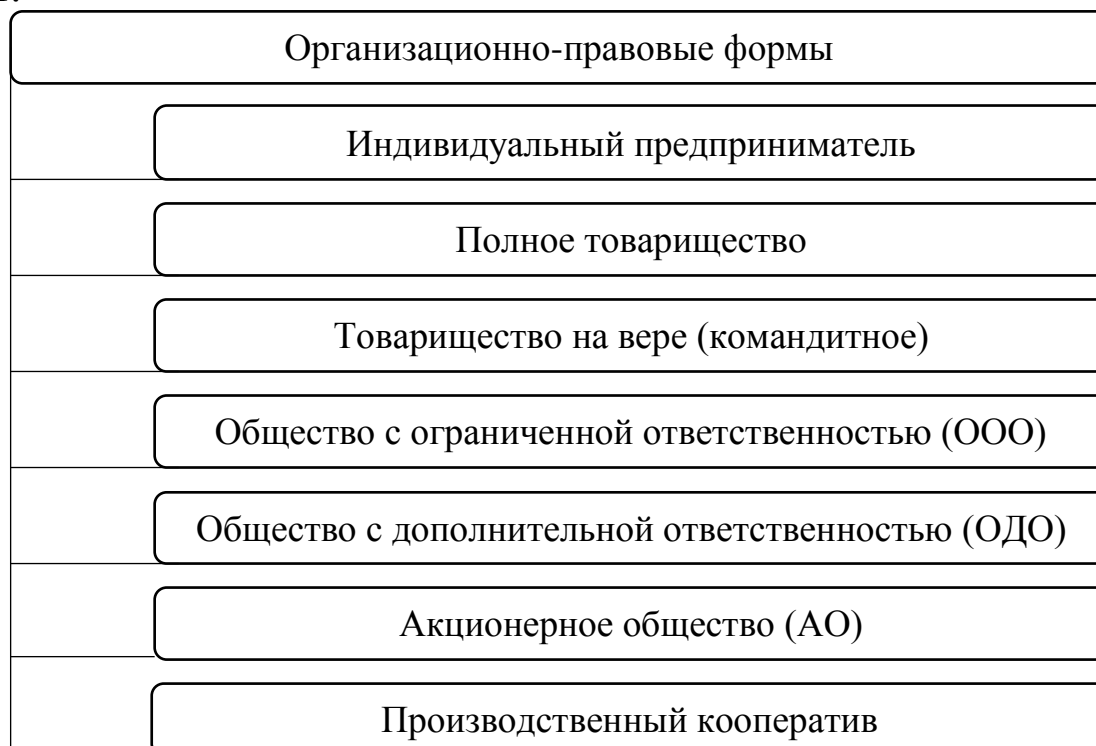 Организационно-правовые формы
Индивидуальный предприниматель
Полное товарищество
Товарищество на вере (командитное)
Общество с ограниченной ответственностью (ООО)
Общество с дополнительной ответственностью (ОДО)
Акционерное общество (АО)
Производственный кооператив